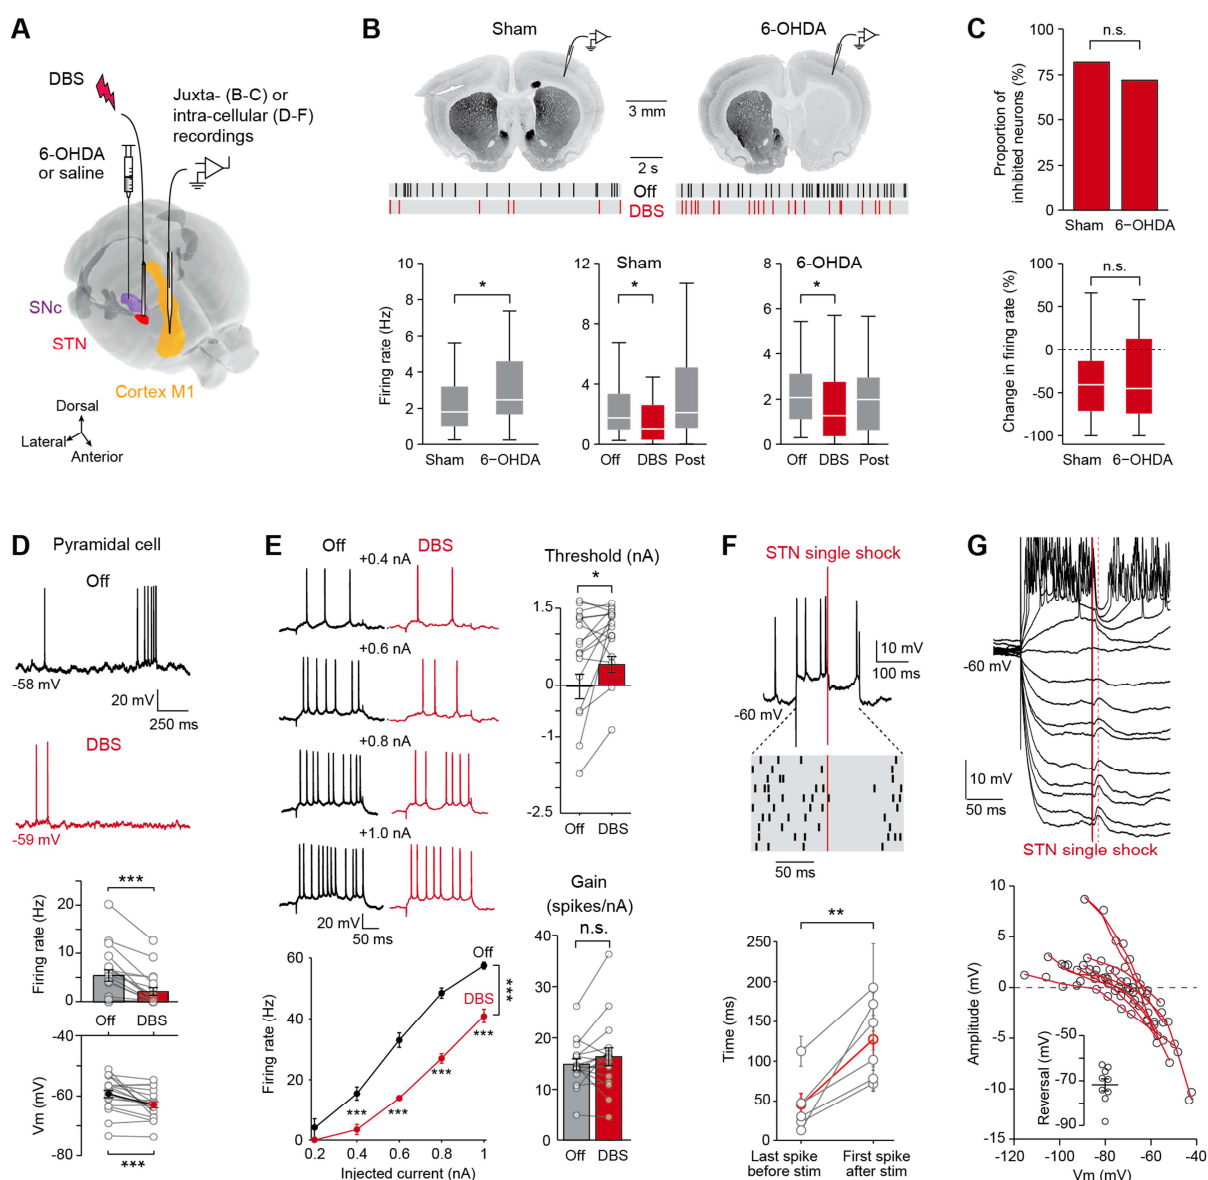 A
DBS
Juxta- (B-C) or
intra-cellular (D-F)
recordings
6-OHDA
or saline
SNc
STN
Cortex M1
Dorsal
Lateral
Anterior
B
Sham
6-OHDA
3 mm
2 s
Off
DBS
Firing rate (Hz)
10
8
6
4
2
0
*
Sham
6-OHDA
Sham
12
8
4
0
*
Off
DBS
Post
6-OHDA
8
6
4
2
0
*
Off
DBS
Post
C
Proportion of
inhibited neurons (%)
100
75
50
25
0
n.s.
Sham
6-OHDA
Change in firing rate (%)
100
50
0
-50
-100
n.s.
Sham
6-OHDA
D
Pyramidal cell
Off
-58 mV
20 mV
250 ms
DBS
-59 mV
Firing rate (Hz)
20
10
0
***
Off
DBS
Vm (mV)
-40
-60
-80
***
E
Off
DBS
+0.4 nA
+0.6 nA
+0.8 nA
+1.0 nA
20 mV
50 ms
Firing rate (Hz)
60
40
20
0
Off
DBS
***
***
***
***
***
0.2
0.4
0.6
0.8
1
Injected current (nA)
Threshold (nA)
*
1.5
0
-1
-2.5
Off
DBS
Gain
(spikes/nA)
n.s.
40
30
20
10
0
Off
DBS
F
STN single shock
10 mV
100 ms
-60 mV
50 ms
**
Time (ms)
250
200
150
100
50
0
Last spike
before stim
First spike
after stim
G
-60 mV
10 mV
50 ms
STN single shock
Amplitude (mV)
10
5
0
-5
-10
-15
Reversal (mV)
-50
-70
-90
-120
-100
-80
-60
-40
Vm (mV)